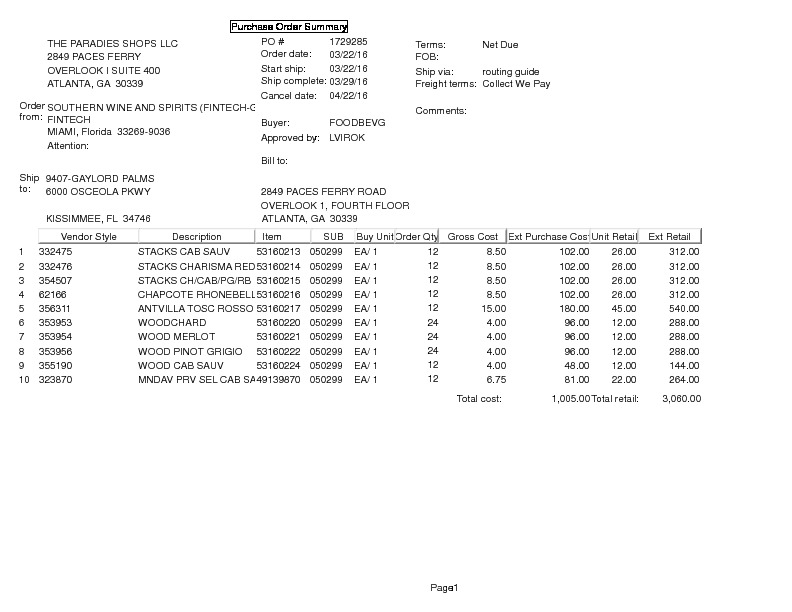 Purchase Order Summary
THE PARADIES SHOPS LLC
2849 PACES FERRY
OVERLOOK I SUITE 400
ATLANTA, GA 30339
PO # 1729285
Order date: 03/22/16
Start ship: 03/22/16
Ship complete: 03/29/16
Cancel date: 04/22/16
Buyer: FOODBEVG
Approved by: LVIROK
Terms: Net Due
FOB:
Ship via: routing guide
Freight terms: Collect We Pay
Comments:
Order from: SOUTHERN WINE AND SPIRITS (FINTECH-G
FINTECH
MIAMI, Florida 33269-9036
Attention:
Ship to: 9407-GAYLORD PALMS
6000 OSCEOLA PKWY
KISSIMMEE, FL 34746
Bill to:
2849 PACES FERRY ROAD
OVERLOOK 1, FOURTH FLOOR
ATLANTA, GA 30339
Vendor Style Description Item SUB Buy Unit Order Qty Gross Cost Ext Purchase Cos Unit Retail Ext Retail
1 332475 STACKS CAB SAUV 53160213 050299 EA/ 1 12 8.50 102.00 26.00 312.00
2 332476 STACKS CHARISMA RED 53160214 050299 EA/ 1 12 8.50 102.00 26.00 312.00
3 354507 STACKS CH/CAB/PG/RB 53160215 050299 EA/ 1 12 8.50 102.00 26.00 312.00
4 62166 CHAPCOTE RHONEBELL 53160216 050299 EA/ 1 12 8.50 102.00 26.00 312.00
5 356311 ANTVILLA TOSC ROSSO 53160217 050299 EA/ 1 12 15.00 180.00 45.00 540.00
6 353953 WOODCHARD 53160220 050299 EA/ 1 24 4.00 96.00 12.00 288.00
7 353954 WOOD MERLOT 53160221 050299 EA/ 1 24 4.00 96.00 12.00 288.00
8 353956 WOOD PINOT GRIGIO 53160222 050299 EA/ 1 24 4.00 96.00 12.00 288.00
9 355190 WOOD CAB SAUV 53160224 050299 EA/ 1 12 4.00 48.00 12.00 144.00
10 323870 MNDAV PRV SEL CAB SA 49139870 050299 EA/ 1 12 6.75 81.00 22.00 264.00
Total cost: 1,005.00 Total retail: 3,060.00
Page1